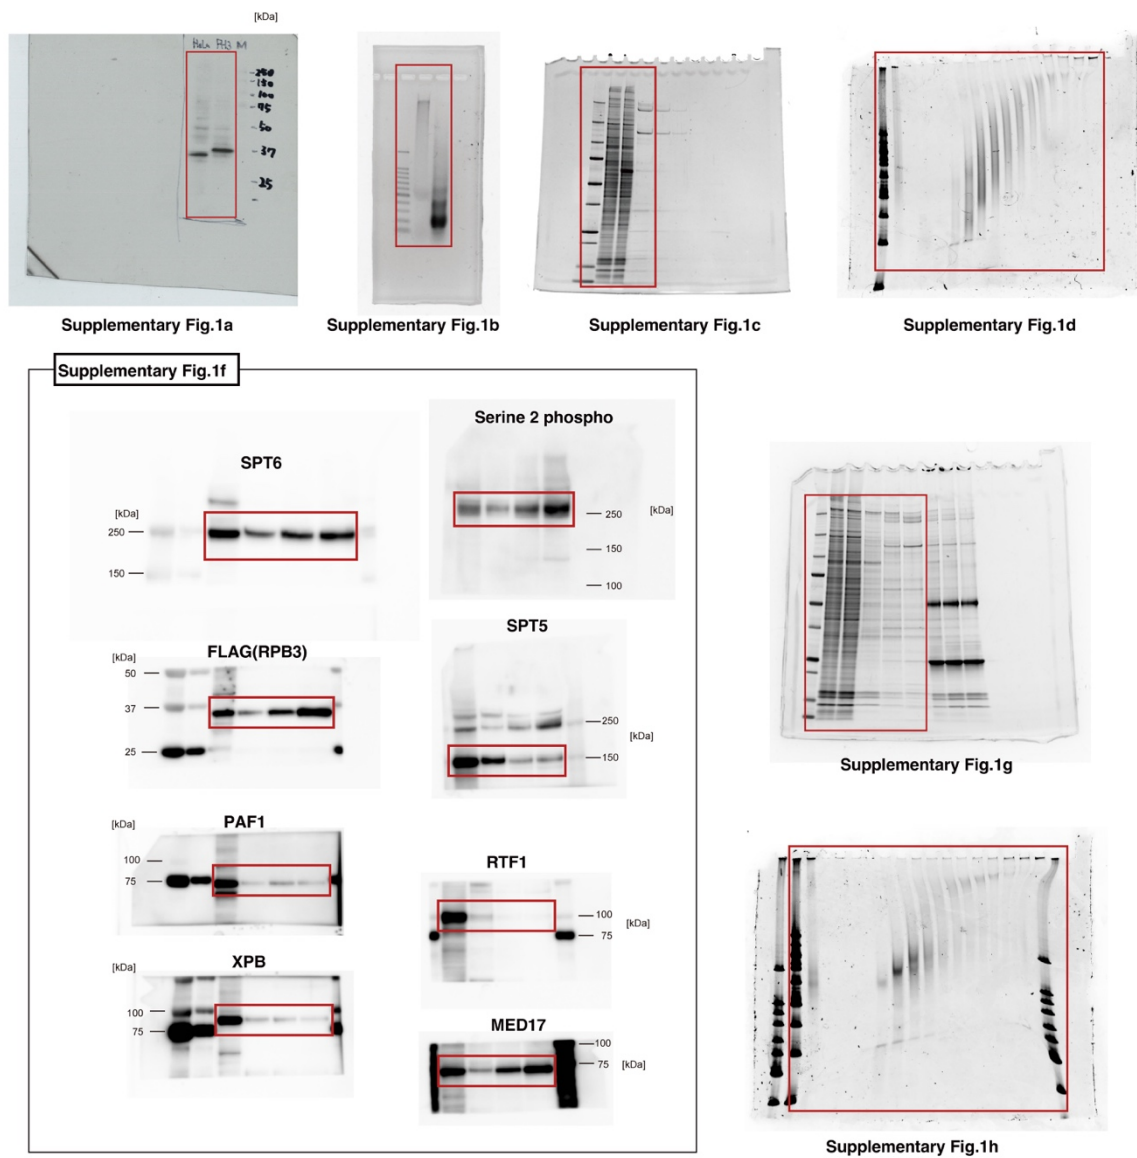 [kDa]
HeLa PH3 M
250
150
100
75
50
37
25
Supplementary Fig.1a
Supplementary Fig.1b
Supplementary Fig.1c
Supplementary Fig.1d
Supplementary Fig.1f
SPT6
[kDa]
250
150
Serine 2 phospho
250
[kDa]
150
100
FLAG(RPB3)
[kDa]
50
37
25
SPT5
250
[kDa]
150
Supplementary Fig.1g
PAF1
[kDa]
100
75
RTF1
100
[kDa]
75
XPB
[kDa]
100
75
MED17
100
75
[kDa]
Supplementary Fig.1h